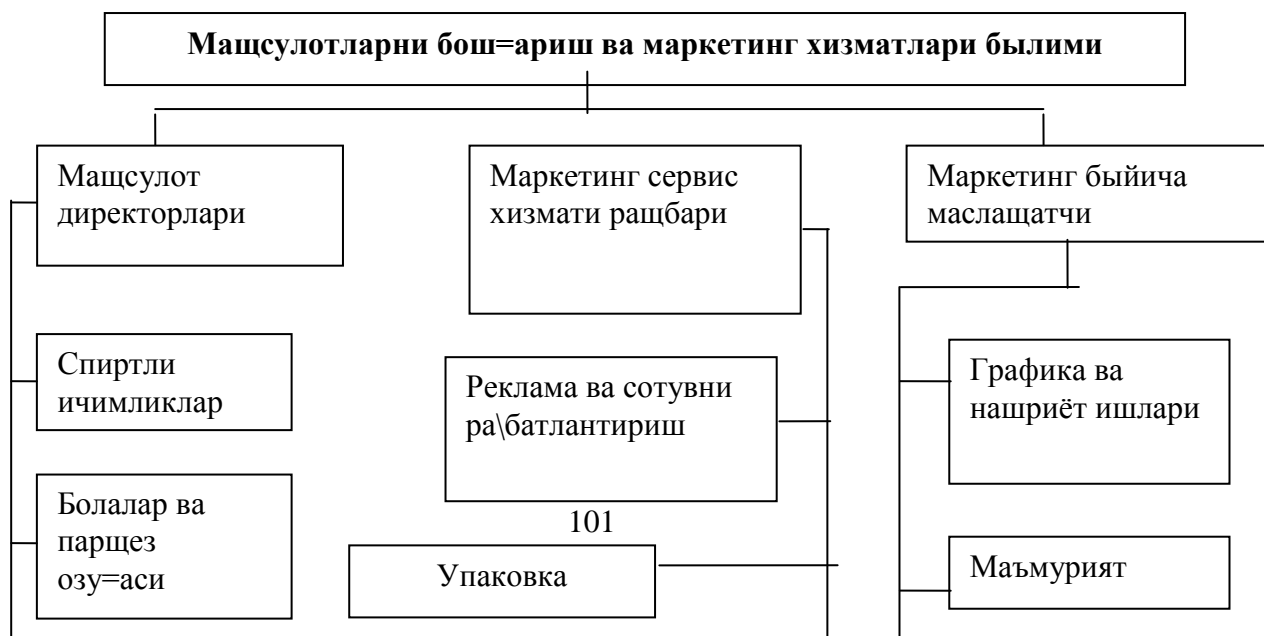 Мащсулотларни бош=ариш ва маркетинг хизматлари былими
Мащсулот
директорлари
Маркетинг сервис
хизмати ращбари
Маркетинг быйича
маслащатчи
Спиртли
ичимликлар
Реклама ва сотувни
ра\батлантириш
Графика ва
нашриёт ишлари
Болалар ва
парщез
озу=аси
101
Упаковка
Маъмурият